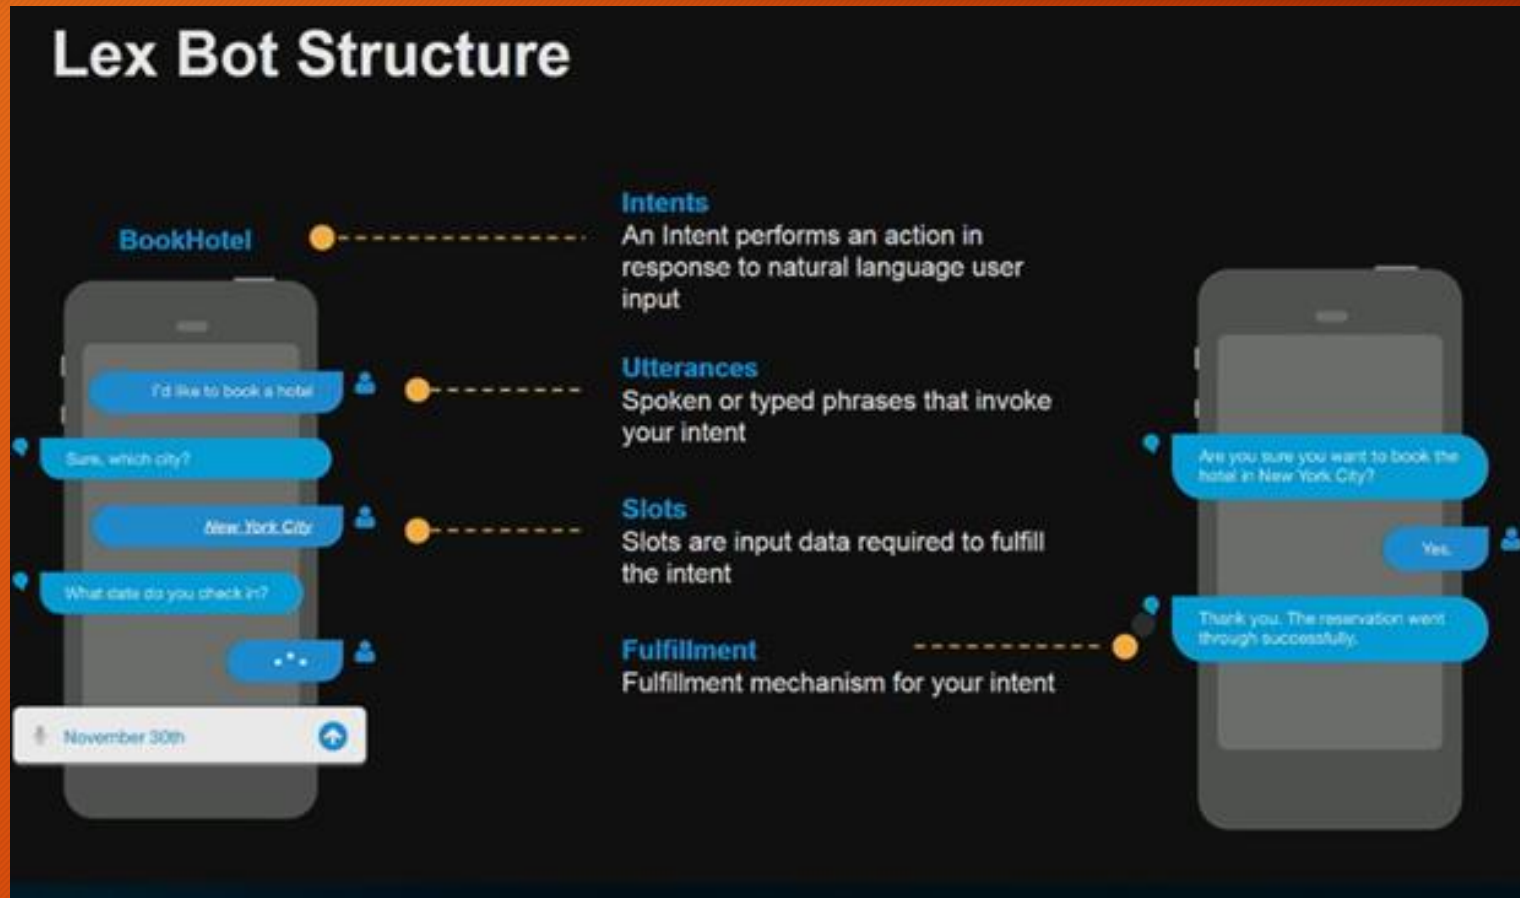 Lex Bot Structure
BookHotel
I'd like to book a hotel
Sure, which city?
New York City
What date do you check in?
November 30th
Intents
An Intent performs an action in
response to natural language user
input
Utterances
Spoken or typed phrases that invoke
your intent
Slots
Slots are input data required to fulfill
the intent
Fulfillment
Fulfillment mechanism for your intent
Are you sure you want to book the
hotel in New York City?
Yes.
Thank you. The reservation went
through successfully.